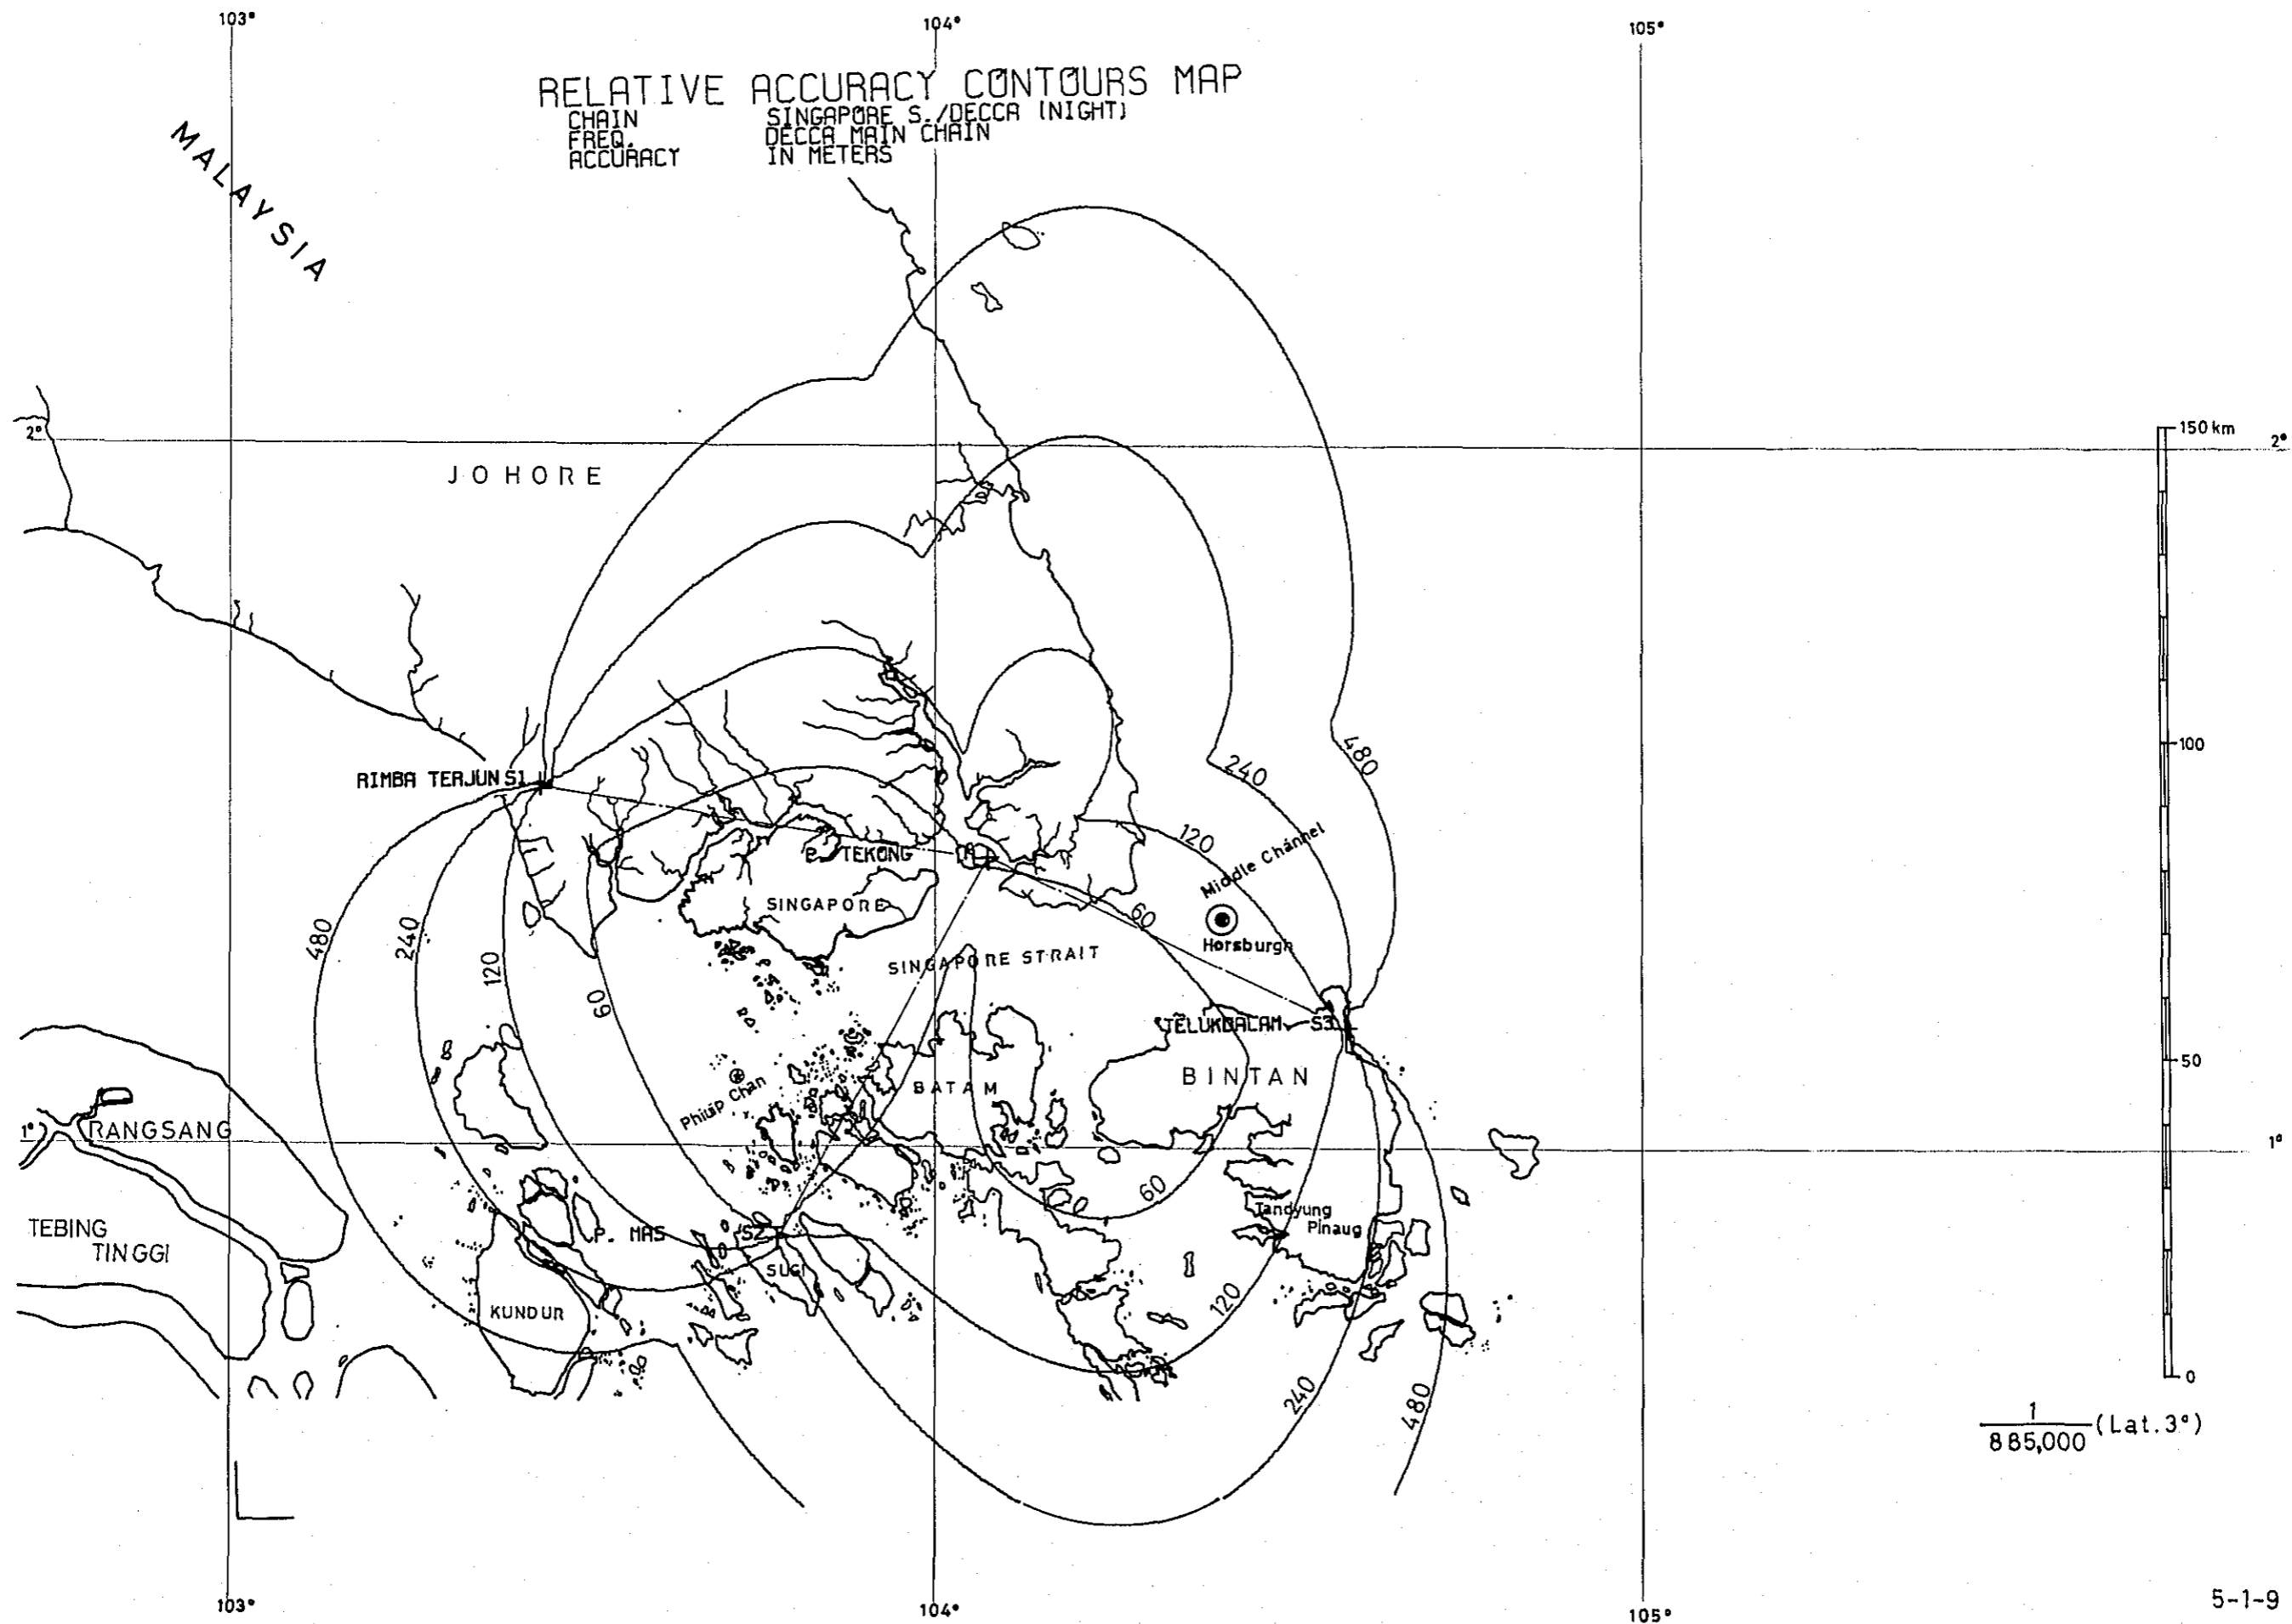 103°
104°
105°
RELATIVE ACCURACY CONTOURS MAP
CHAIN SINGAPORE S./DECCA (NIGHT)
FREQ. DECCA MAIN CHAIN
ACCURACY IN METERS
MALAYSIA
150 km
2°
2°
JOHORE
480
100
240
RIMBA TERJUN S1
120
Middle Channel
P. TEKONG
SINGAPORE
60
Horsburgh
480
240
120
SINGAPORE STRAIT
60
TELUKDALAM S3
50
BATAM
BINTAN
Philip Chan
1°
RANGSANG
1°
60
Tandyung
Pinaug
TEBING
TINGGI
P. MAS
S2
SUGI
KUNDUR
120
0
240
480
1
885,000
(Lat.3°)
103°
104°
105°
5-1-9